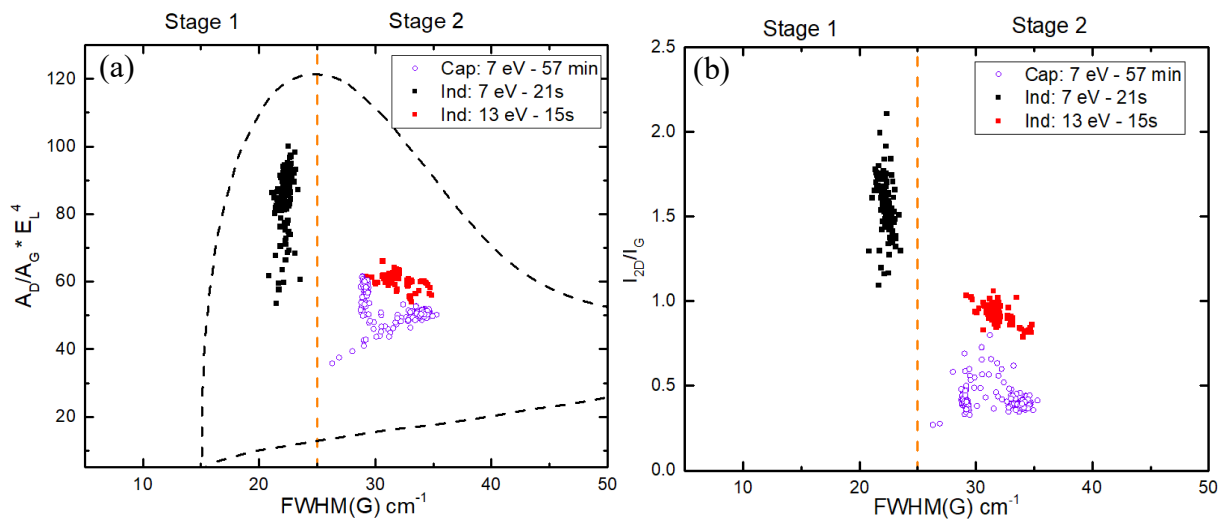 Stage 1 Stage 2
(a)
Cap: 7 eV - 57 min
Ind: 7 eV - 21s
Ind: 13 eV - 15s
A_D/A_G * E_L^4
120
100
80
60
40
20
10 20 30 40 50
FWHM(G) cm^-1
Stage 1 Stage 2
(b)
Cap: 7 eV - 57 min
Ind: 7 eV - 21s
Ind: 13 eV - 15s
I_2D/I_G
2.5
2.0
1.5
1.0
0.5
0.0
10 20 30 40 50
FWHM(G) cm^-1